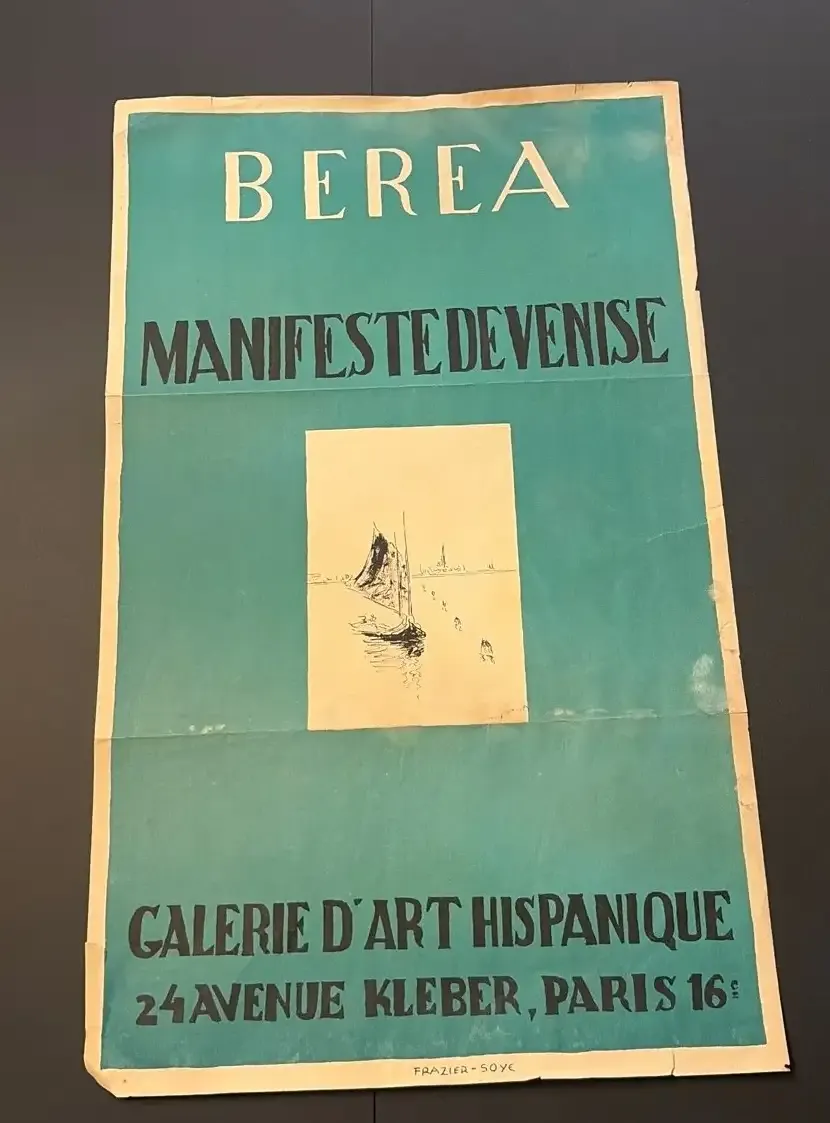 BEREA
MANIFESTE DE VENISE
GALERIE D'ART HISPANIQUE
24 AVENUE KLEBER, PARIS 16e
FRAZIER-SOYE